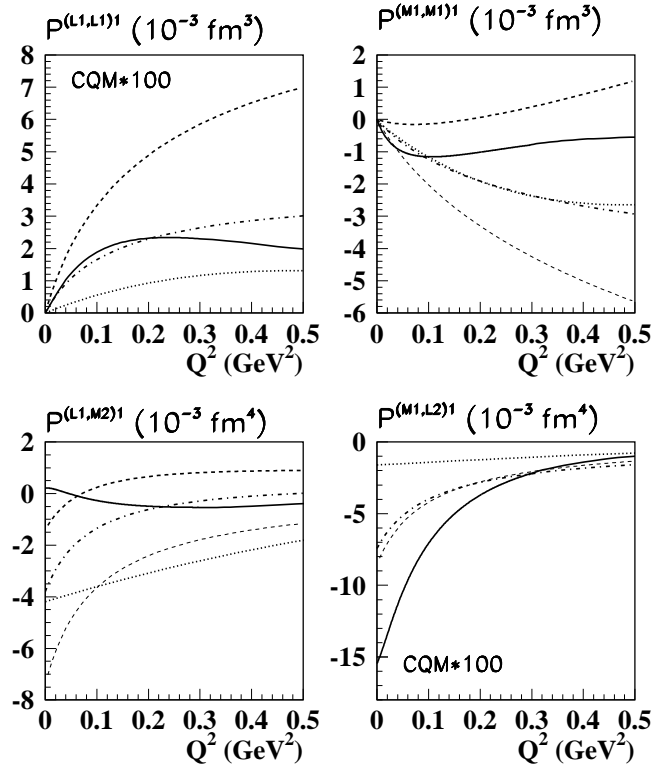 P^(L1,L1)1 (10^-3 fm^3)
CQM*100
8
7
6
5
4
3
2
1
0
0 0.1 0.2 0.3 0.4 0.5
Q^2 (GeV^2)
P^(M1,M1)1 (10^-3 fm^3)
2
1
0
-1
-2
-3
-4
-5
-6
0 0.1 0.2 0.3 0.4 0.5
Q^2 (GeV^2)
P^(L1,M2)1 (10^-3 fm^4)
2
0
-2
-4
-6
-8
0 0.1 0.2 0.3 0.4 0.5
Q^2 (GeV^2)
P^(M1,L2)1 (10^-3 fm^4)
0
-5
-10
-15
CQM*100
0 0.1 0.2 0.3 0.4 0.5
Q^2 (GeV^2)